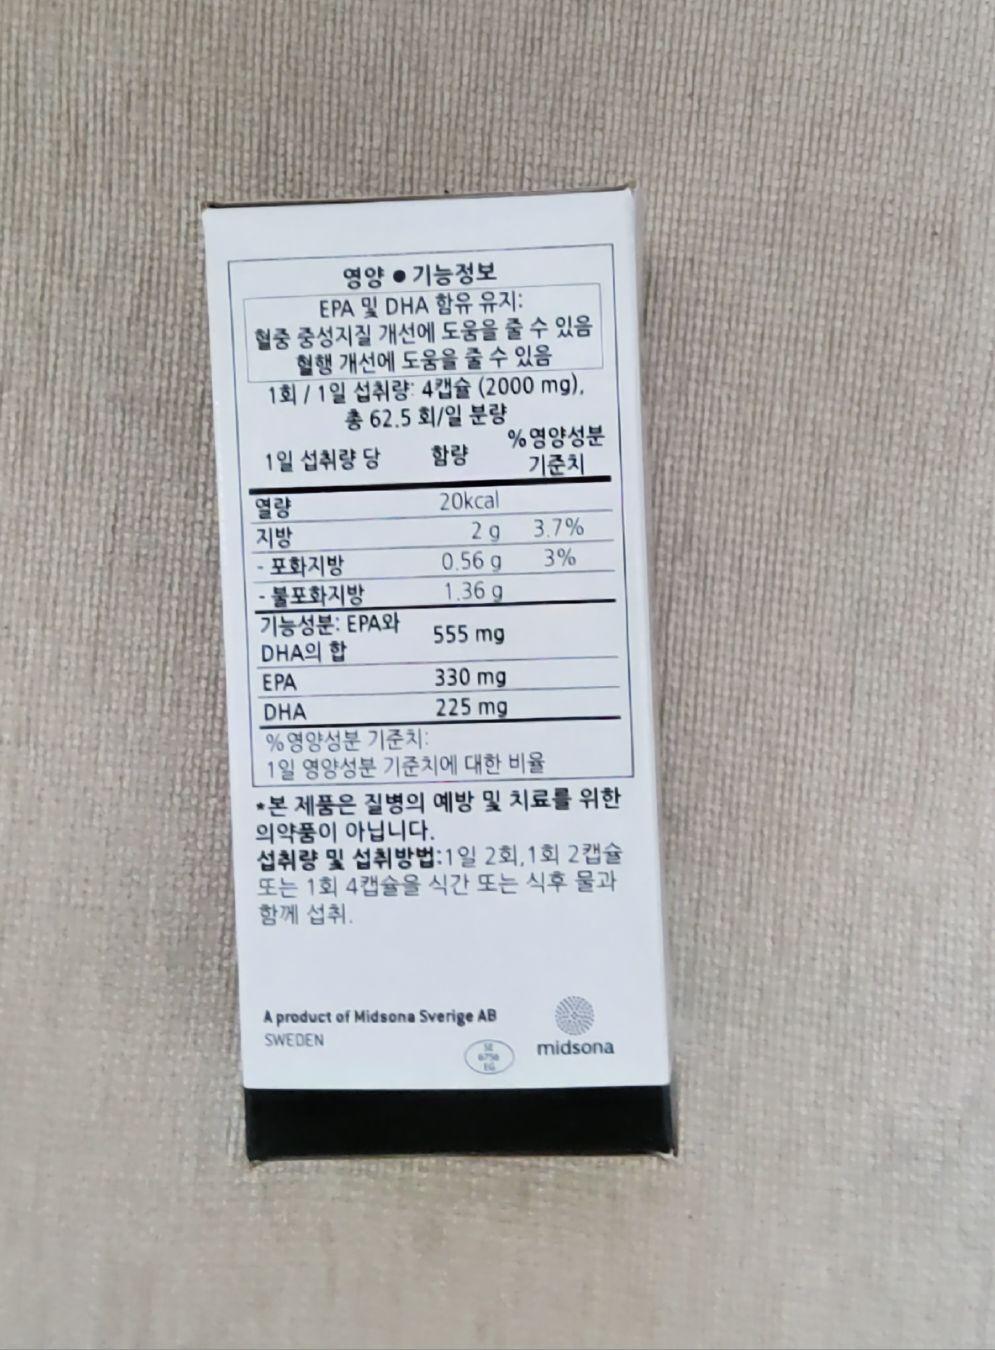 영양 ● 기능정보
EPA 및 DHA 함유 유지:
혈중 중성지질 개선에 도움을 줄 수 있음
혈행 개선에 도움을 줄 수 있음
1회 / 1일 섭취량: 4캡슐 (2000 mg),
총 62.5 회/일 분량
1일 섭취량 당 함량 %영양성분 기준치
열량 20kcal
지방 2 g 3.7%
- 포화지방 0.56 g 3%
- 불포화지방 1.36 g
기능성분: EPA와
DHA의 합 555 mg
EPA 330 mg
DHA 225 mg
%영양성분 기준치:
1일 영양성분 기준치에 대한 비율
*본 제품은 질병의 예방 및 치료를 위한
의약품이 아닙니다.
섭취량 및 섭취방법:1일 2회,1회 2캡슐
또는 1회 4캡슐을 식간 또는 식후 물과
함께 섭취.
A product of Midsona Sverige AB
SWEDEN
midsona
SE
6756
EG